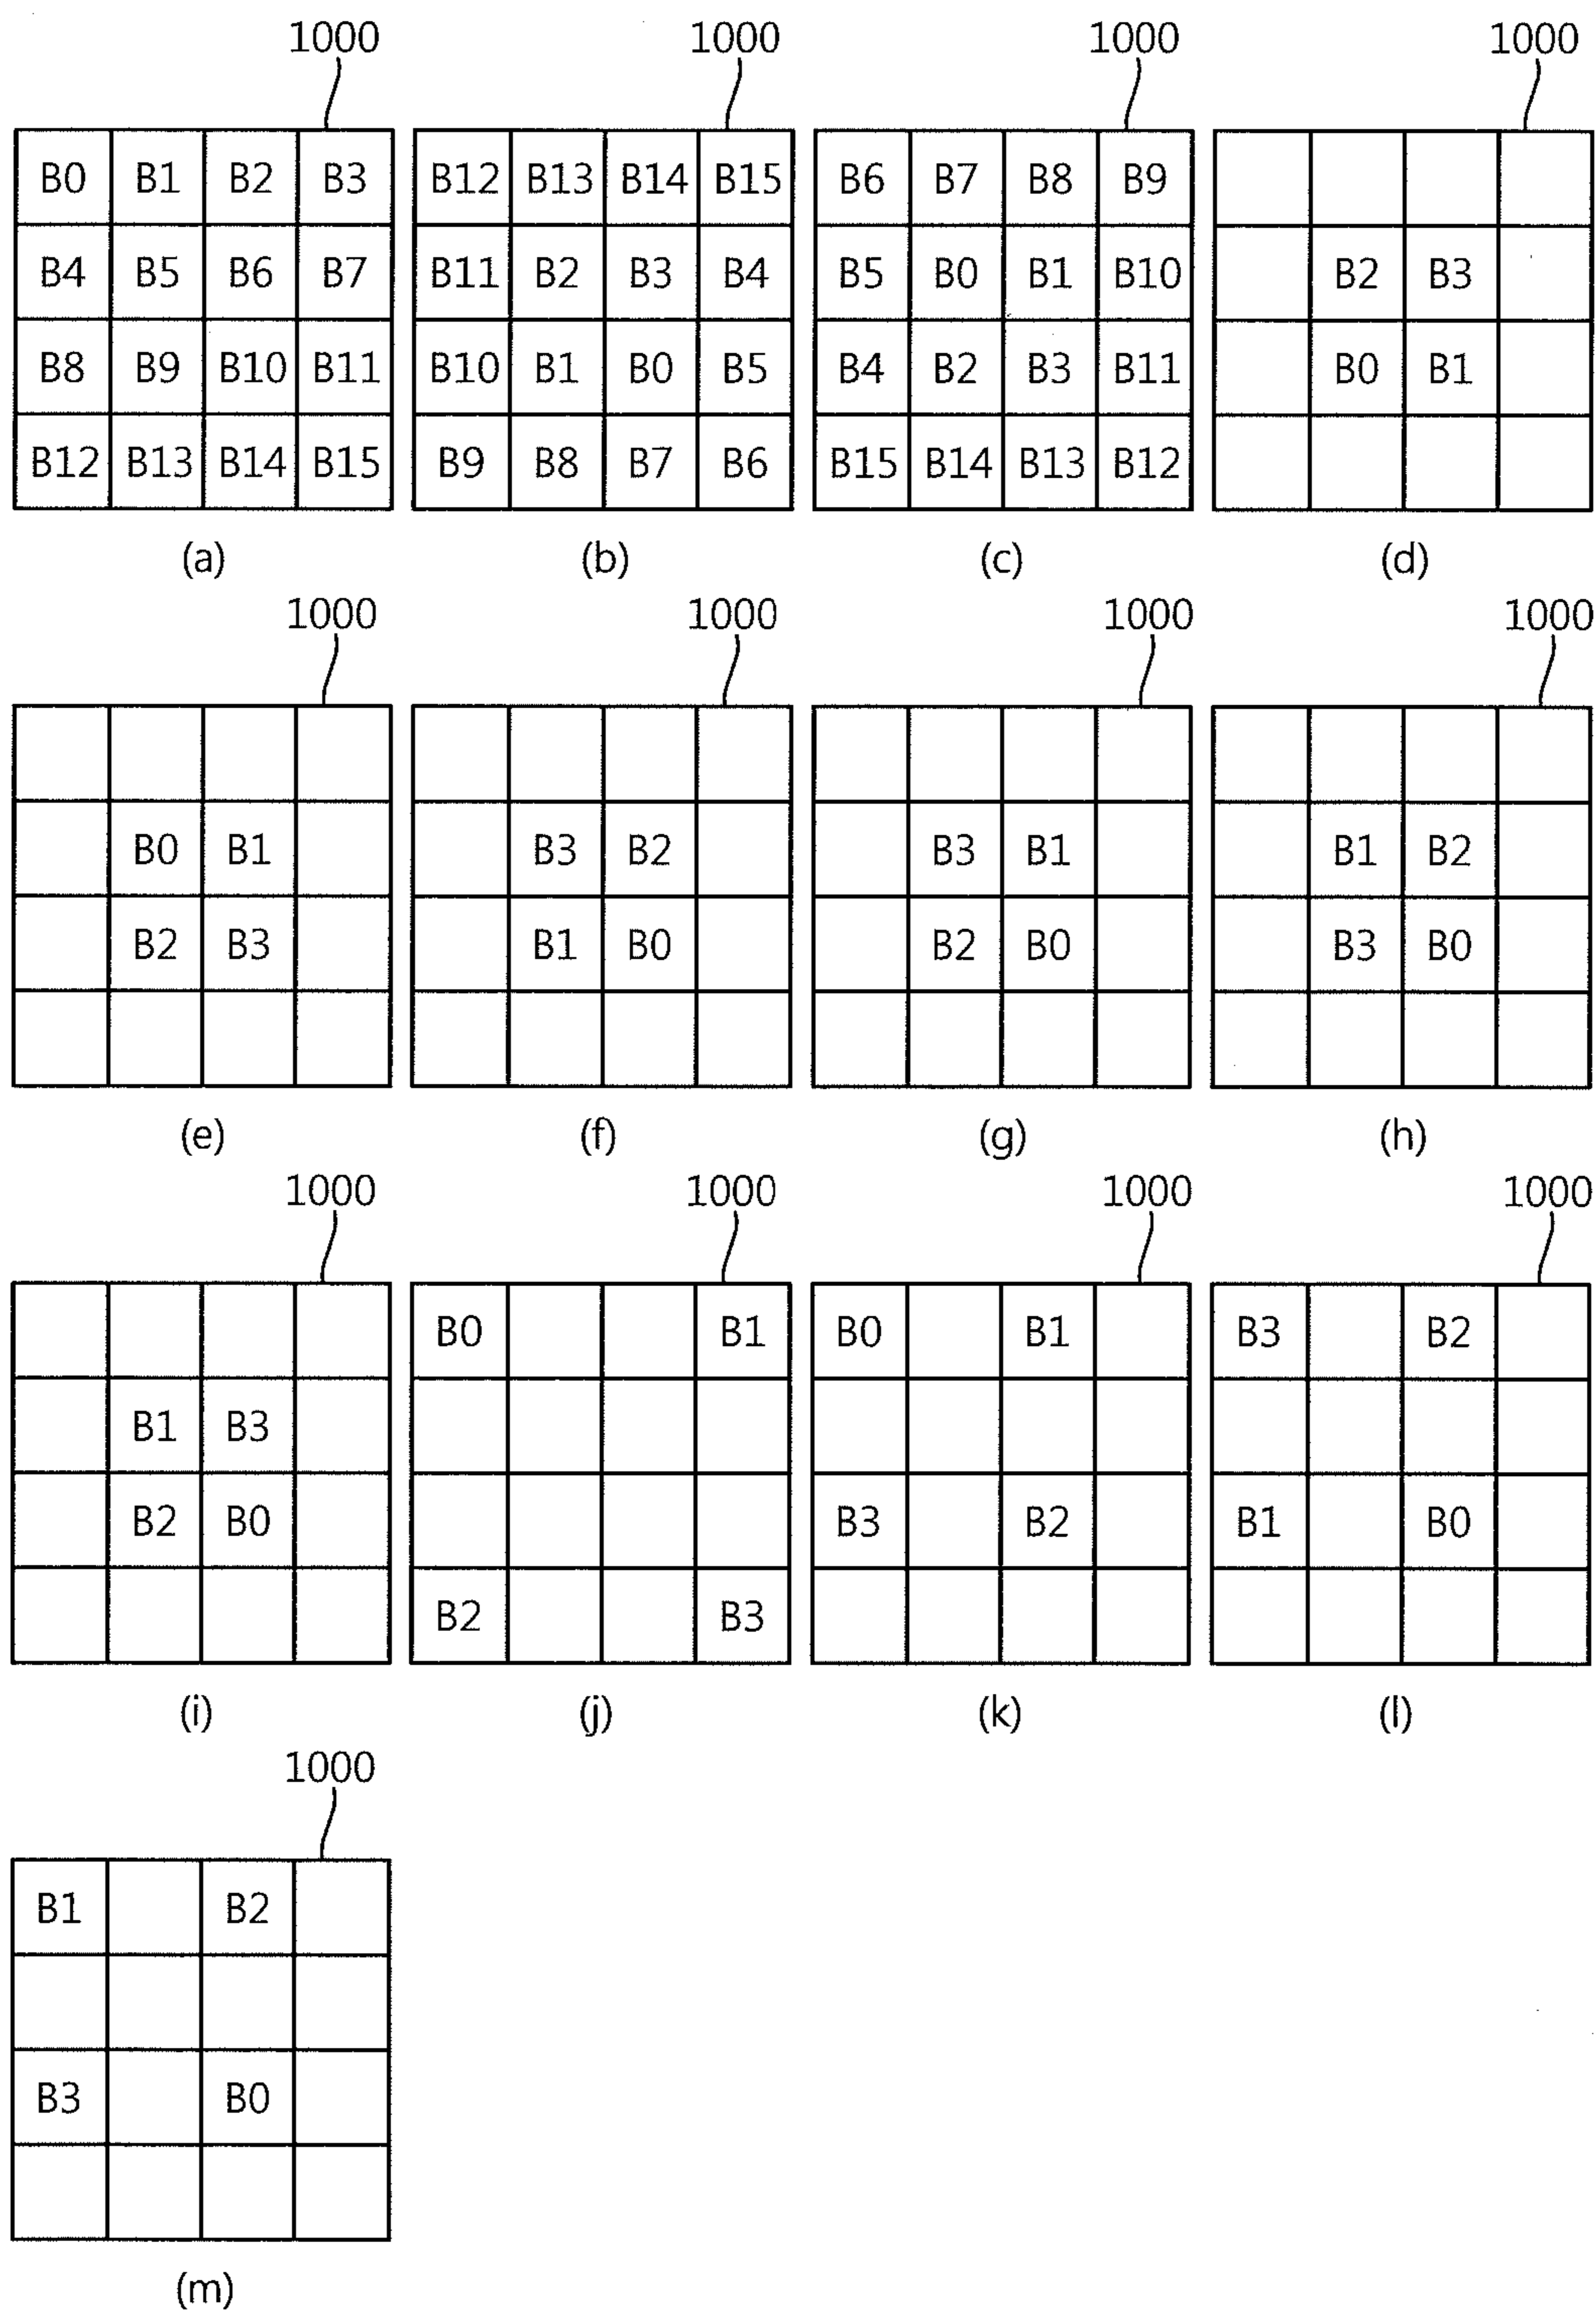 1000 1000 1000 1000
B0 B1 B2 B3 B12 B13 B14 B15 B6 B7 B8 B9
B4 B5 B6 B7 B11 B2 B3 B4 B5 B0 B1 B10 B2 B3
B8 B9 B10 B11 B10 B1 B0 B5 B4 B2 B3 B11 B0 B1
B12 B13 B14 B15 B9 B8 B7 B6 B15 B14 B13 B12
(a) (b) (c) (d)
1000 1000 1000 1000
B0 B1 B3 B2 B3 B1 B1 B2
B2 B3 B1 B0 B2 B0 B3 B0
(e) (f) (g) (h)
1000 1000 1000 1000
B0 B1 B0 B1 B3 B2
B1 B3
B2 B0 B3 B2 B1 B0
B2 B3
(i) (j) (k) (l)
1000
B1 B2
B3 B0
(m)